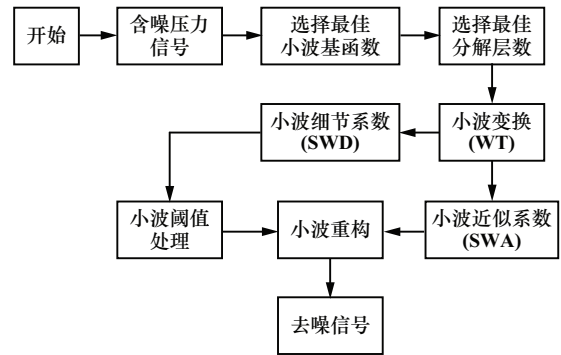 开始
含噪压力
信号
选择最佳
小波基函数
选择最佳
分解层数
小波变换
(WT)
小波细节系数
(SWD)
小波阈值
处理
小波重构
小波近似系数
(SWA)
去噪信号